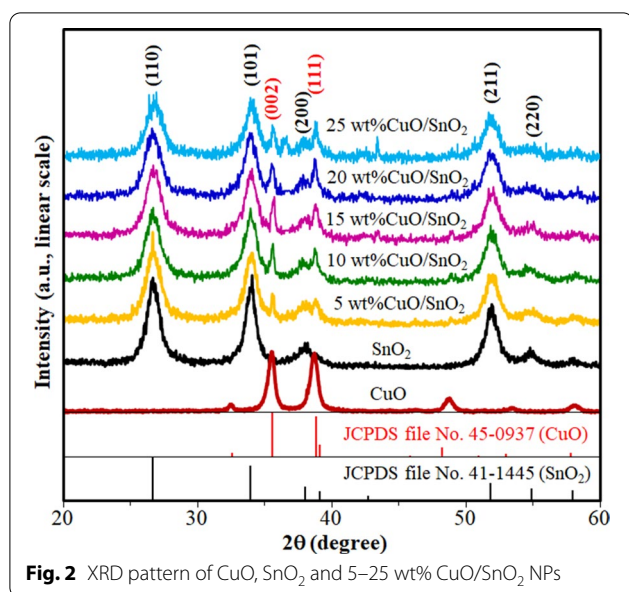 (110)
(101)
(002)
(200)
(111)
(211)
(220)
25 wt%CuO/SnO₂
20 wt%CuO/SnO₂
15 wt%CuO/SnO₂
10 wt%CuO/SnO₂
5 wt%CuO/SnO₂
SnO₂
CuO
JCPDS file No. 45-0937 (CuO)
JCPDS file No. 41-1445 (SnO₂)
Intensity (a.u., linear scale)
20 30 40 50 60
2θ (degree)
Fig. 2 XRD pattern of CuO, SnO₂ and 5–25 wt% CuO/SnO₂ NPs